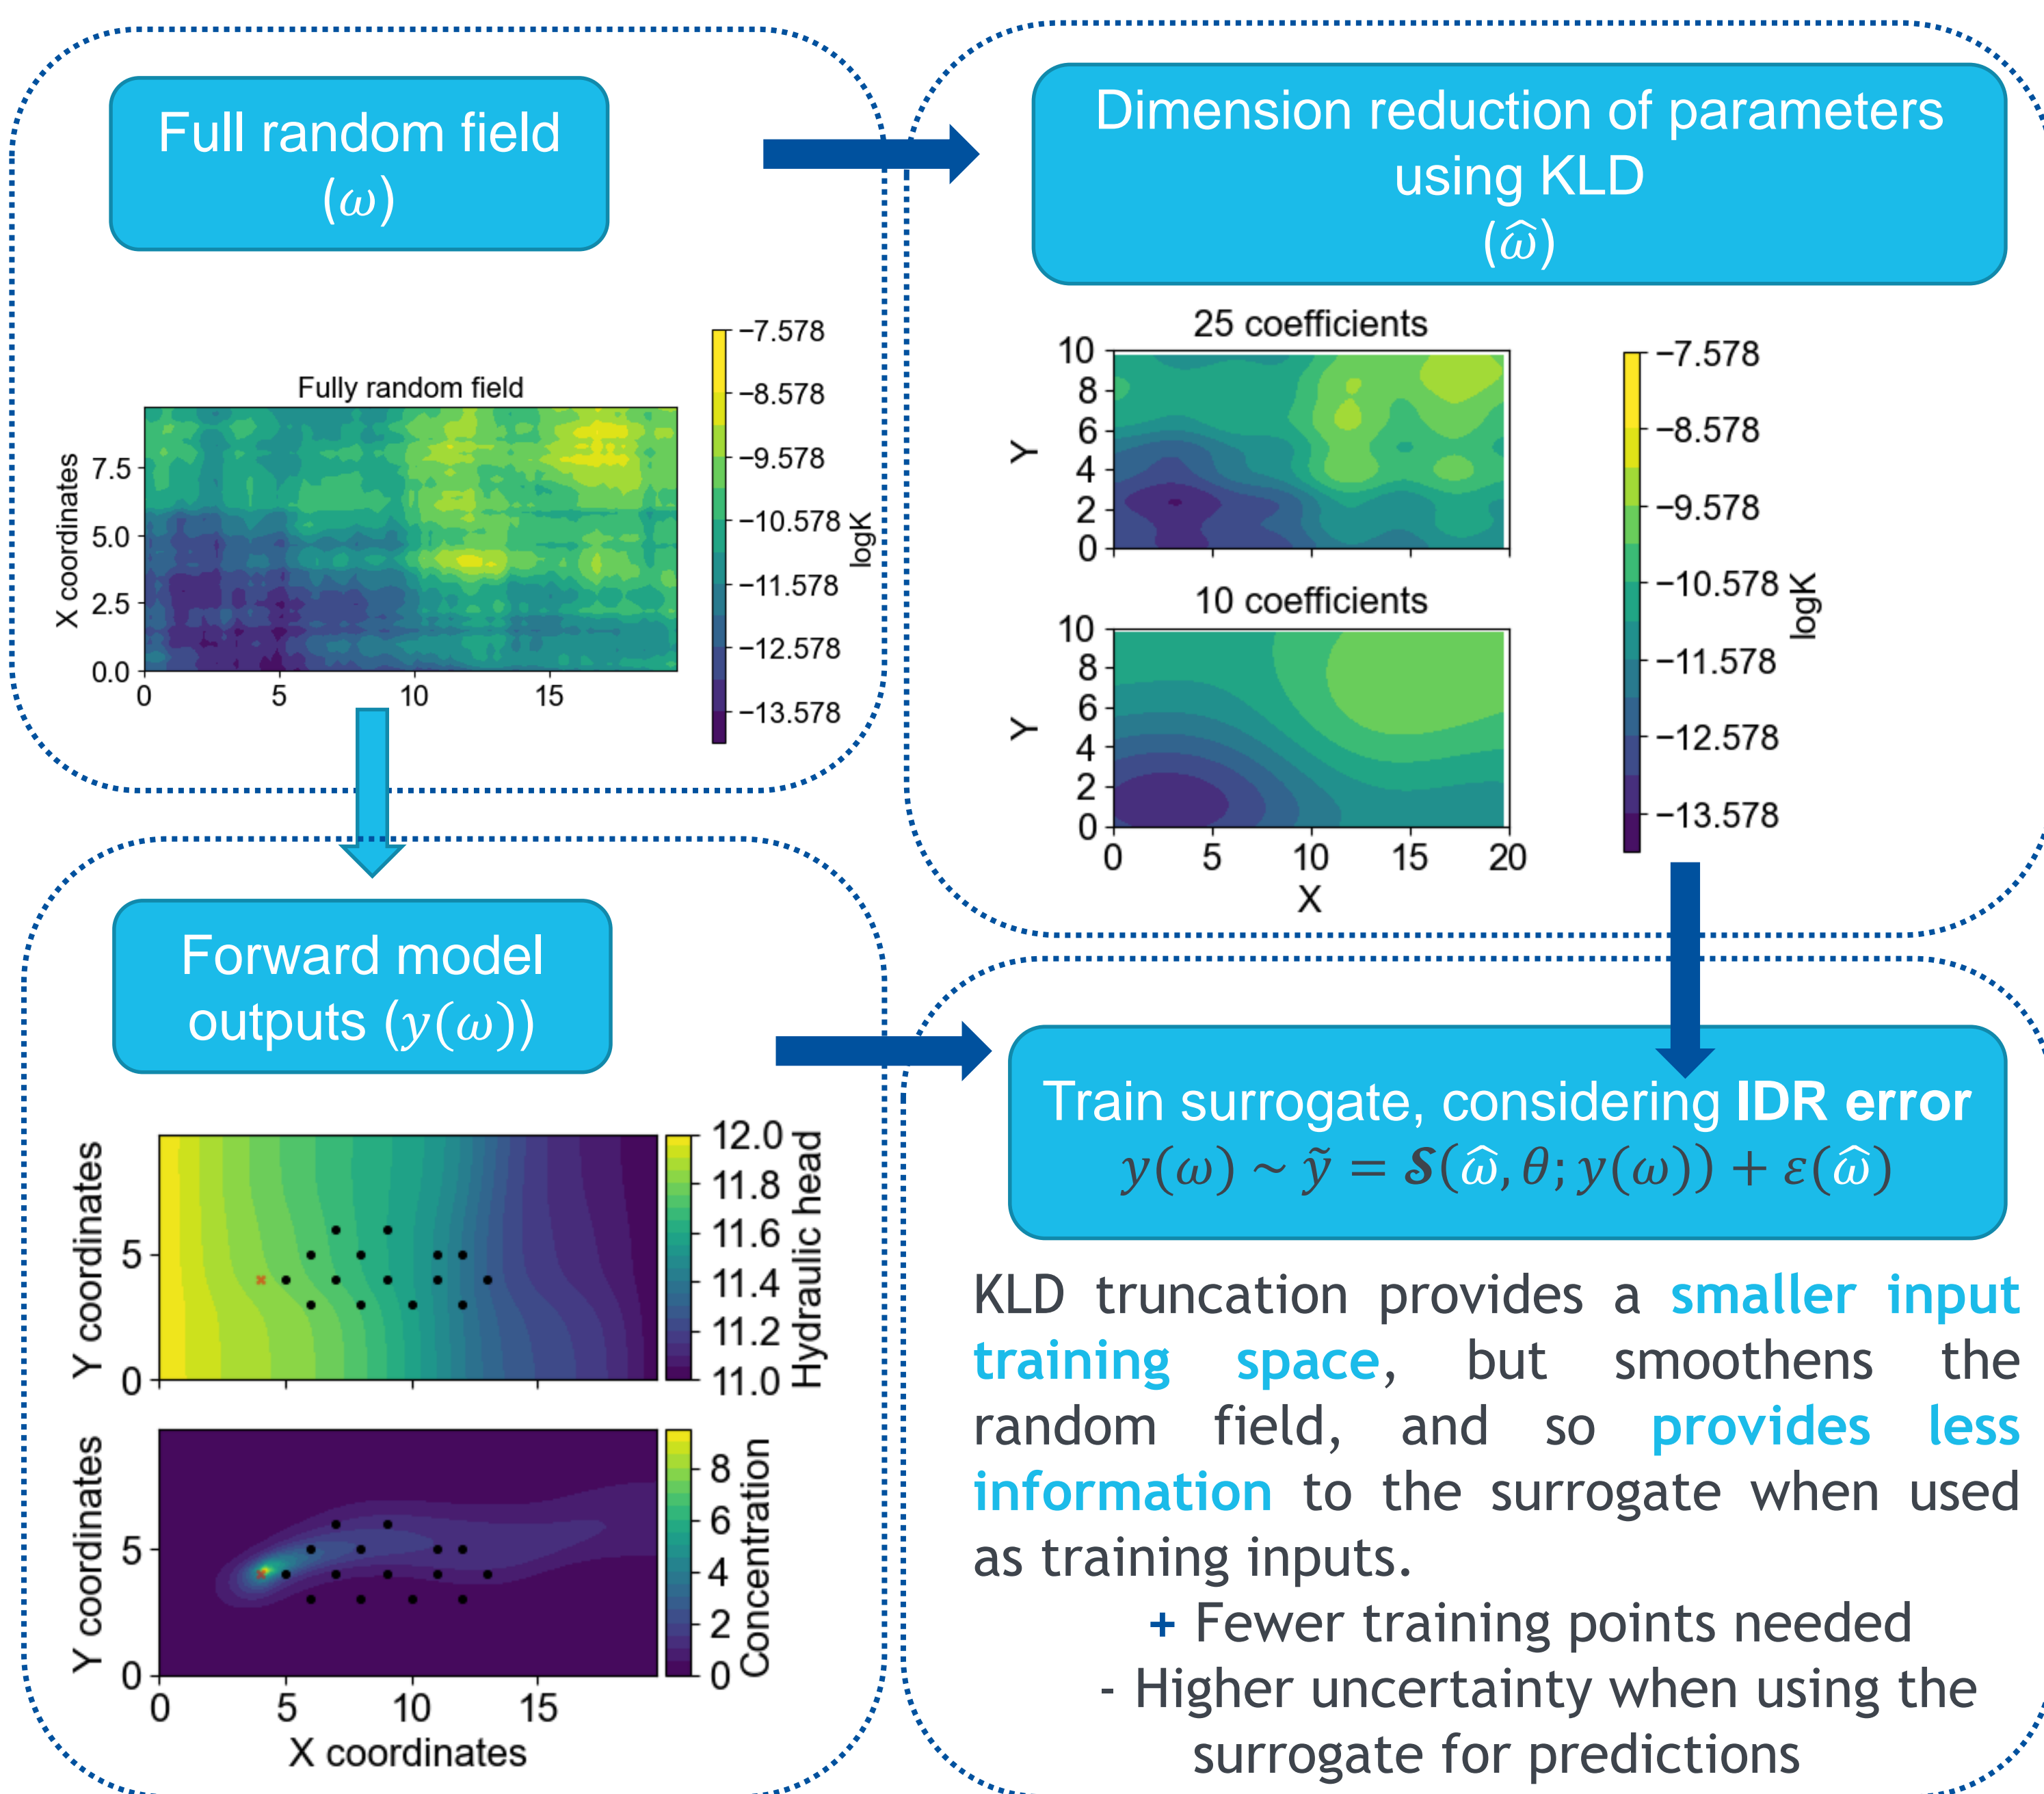 Full random field
(ω)
Fully random field
X coordinates
7.5
5.0
2.5
0.0
0 5 10 15
−7.578
−8.578
−9.578
−10.578
−11.578
−12.578
−13.578
logK
Dimension reduction of parameters
using KLD
(ω̂)
25 coefficients
Y
10
8
6
4
2
0
10 coefficients
Y
10
8
6
4
2
0
0 5 10 15 20
X
−7.578
−8.578
−9.578
−10.578
−11.578
−12.578
−13.578
logK
Forward model
outputs (y(ω))
Y coordinates
5
0
12.0
11.8
11.6
11.4
11.2
11.0
Hydraulic head
Y coordinates
5
0
0 5 10 15
X coordinates
8
6
4
2
0
Concentration
Train surrogate, considering IDR error
y(ω) ~ ỹ = S(ω̂, θ; y(ω)) + ε(ω̂)
KLD truncation provides a smaller input
training space, but smoothens the
random field, and so provides less
information to the surrogate when used
as training inputs.
+ Fewer training points needed
- Higher uncertainty when using the
surrogate for predictions